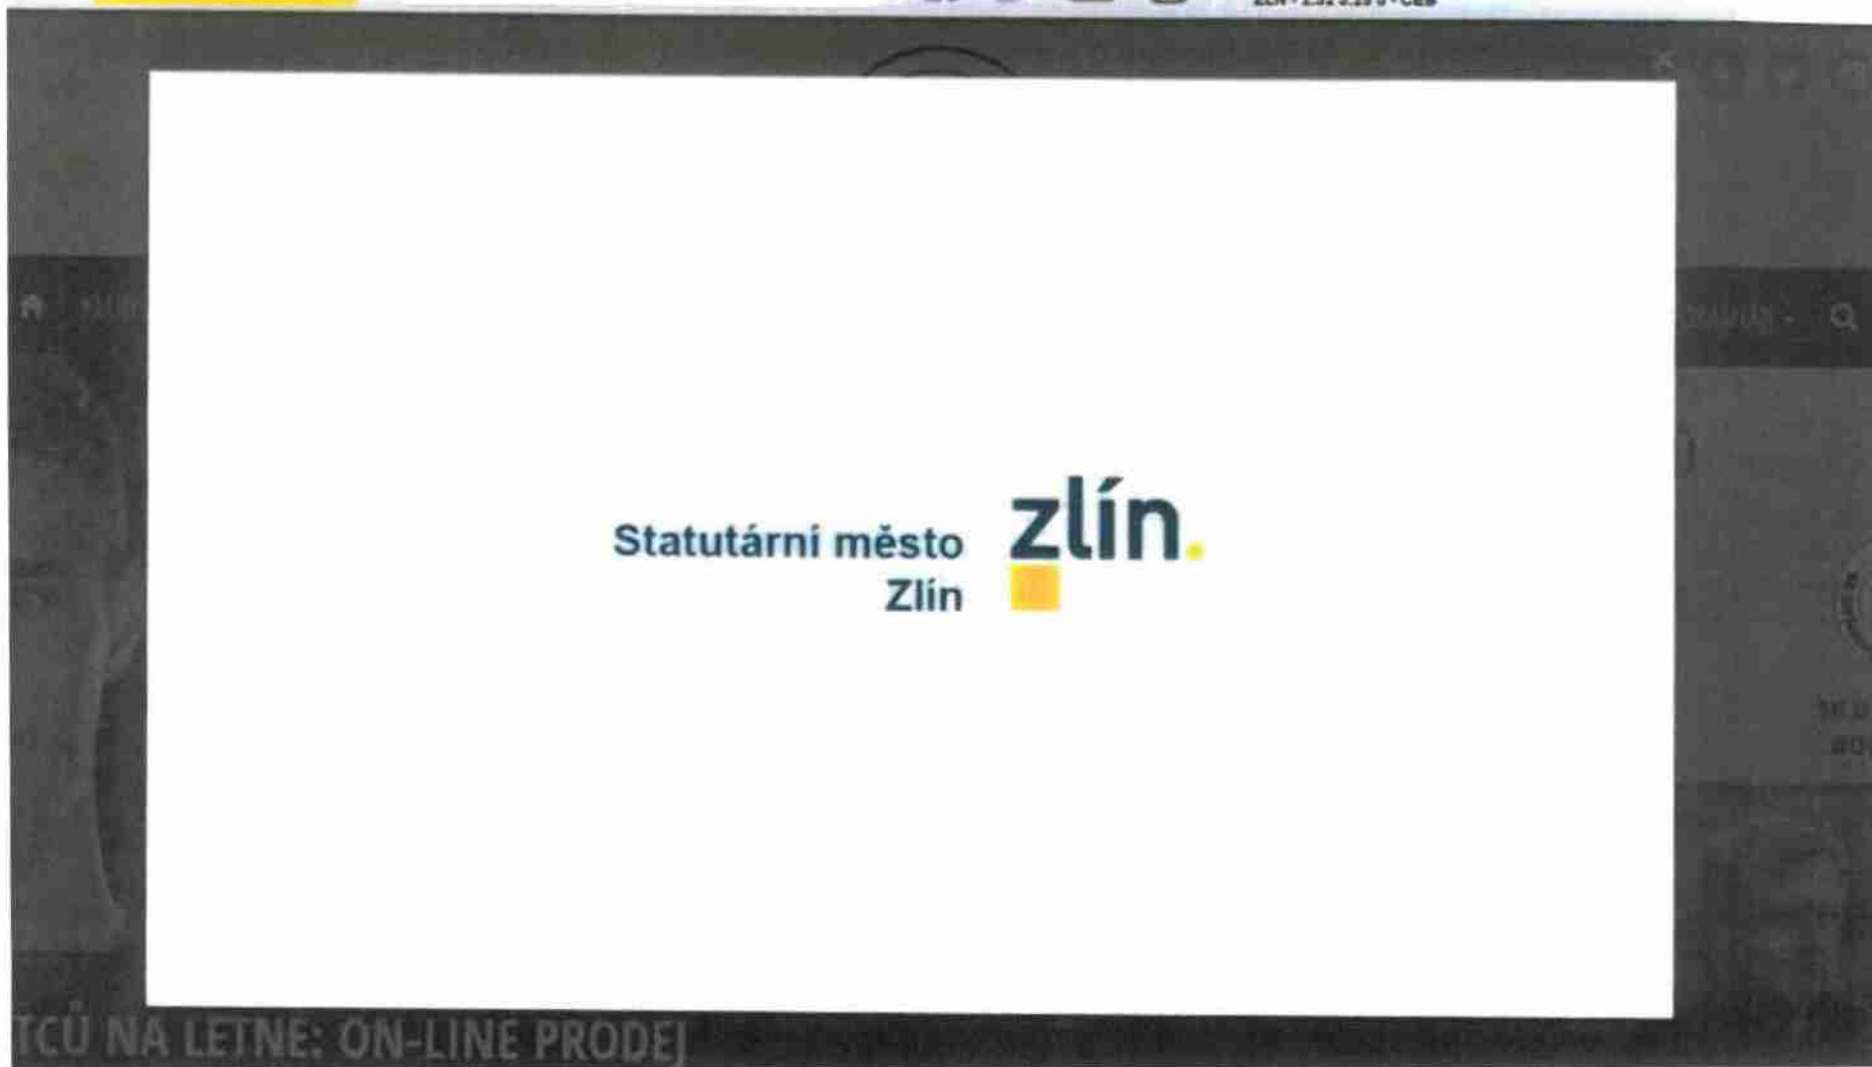 Statutární město
Zlín
zlín.
TCŮ NA LETNÉ: ON-LINE PRODEJ